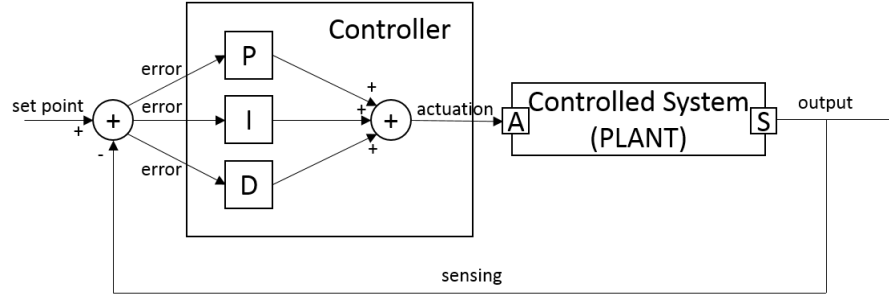 Controller
P
error
+
set point
error
+
actuation
Controlled System
output
+
I
+
A
(PLANT)
S
+
-
+
error
D
sensing